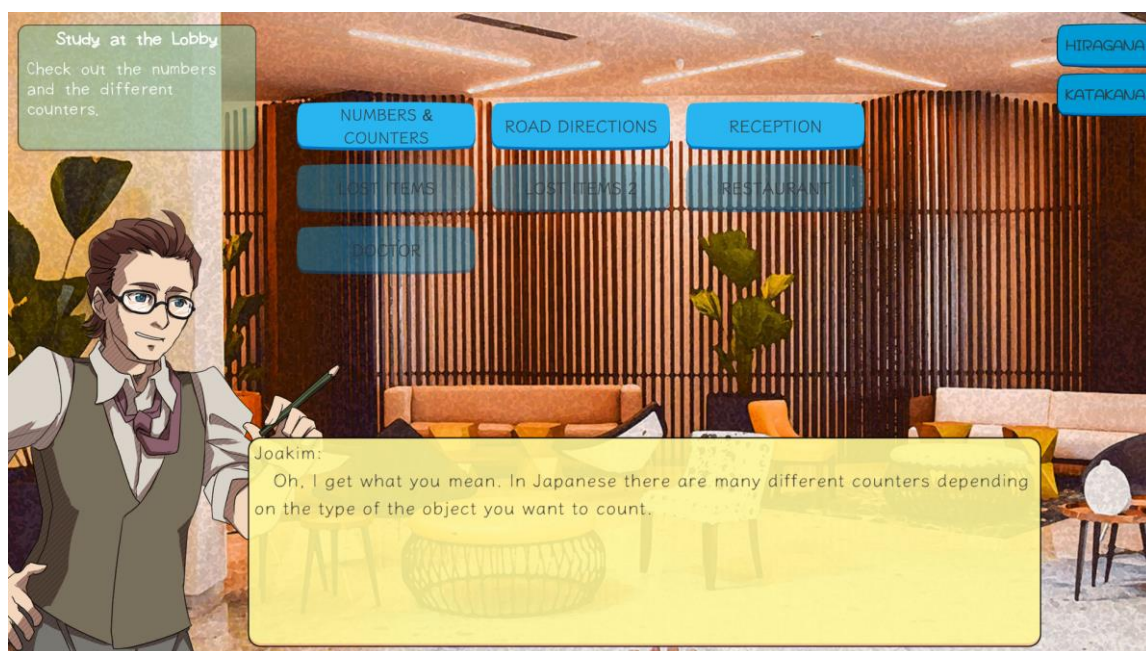 Study at the Lobby
Check out the numbers
and the different
counters.
HIRAGANA
KATAKANA
NUMBERS &
COUNTERS
ROAD DIRECTIONS
RECEPTION
LOST ITEMS
LOST ITEMS 2
RESTAURANT
DOCTOR
Joakim:
Oh, I get what you mean. In Japanese there are many different counters depending
on the type of the object you want to count.